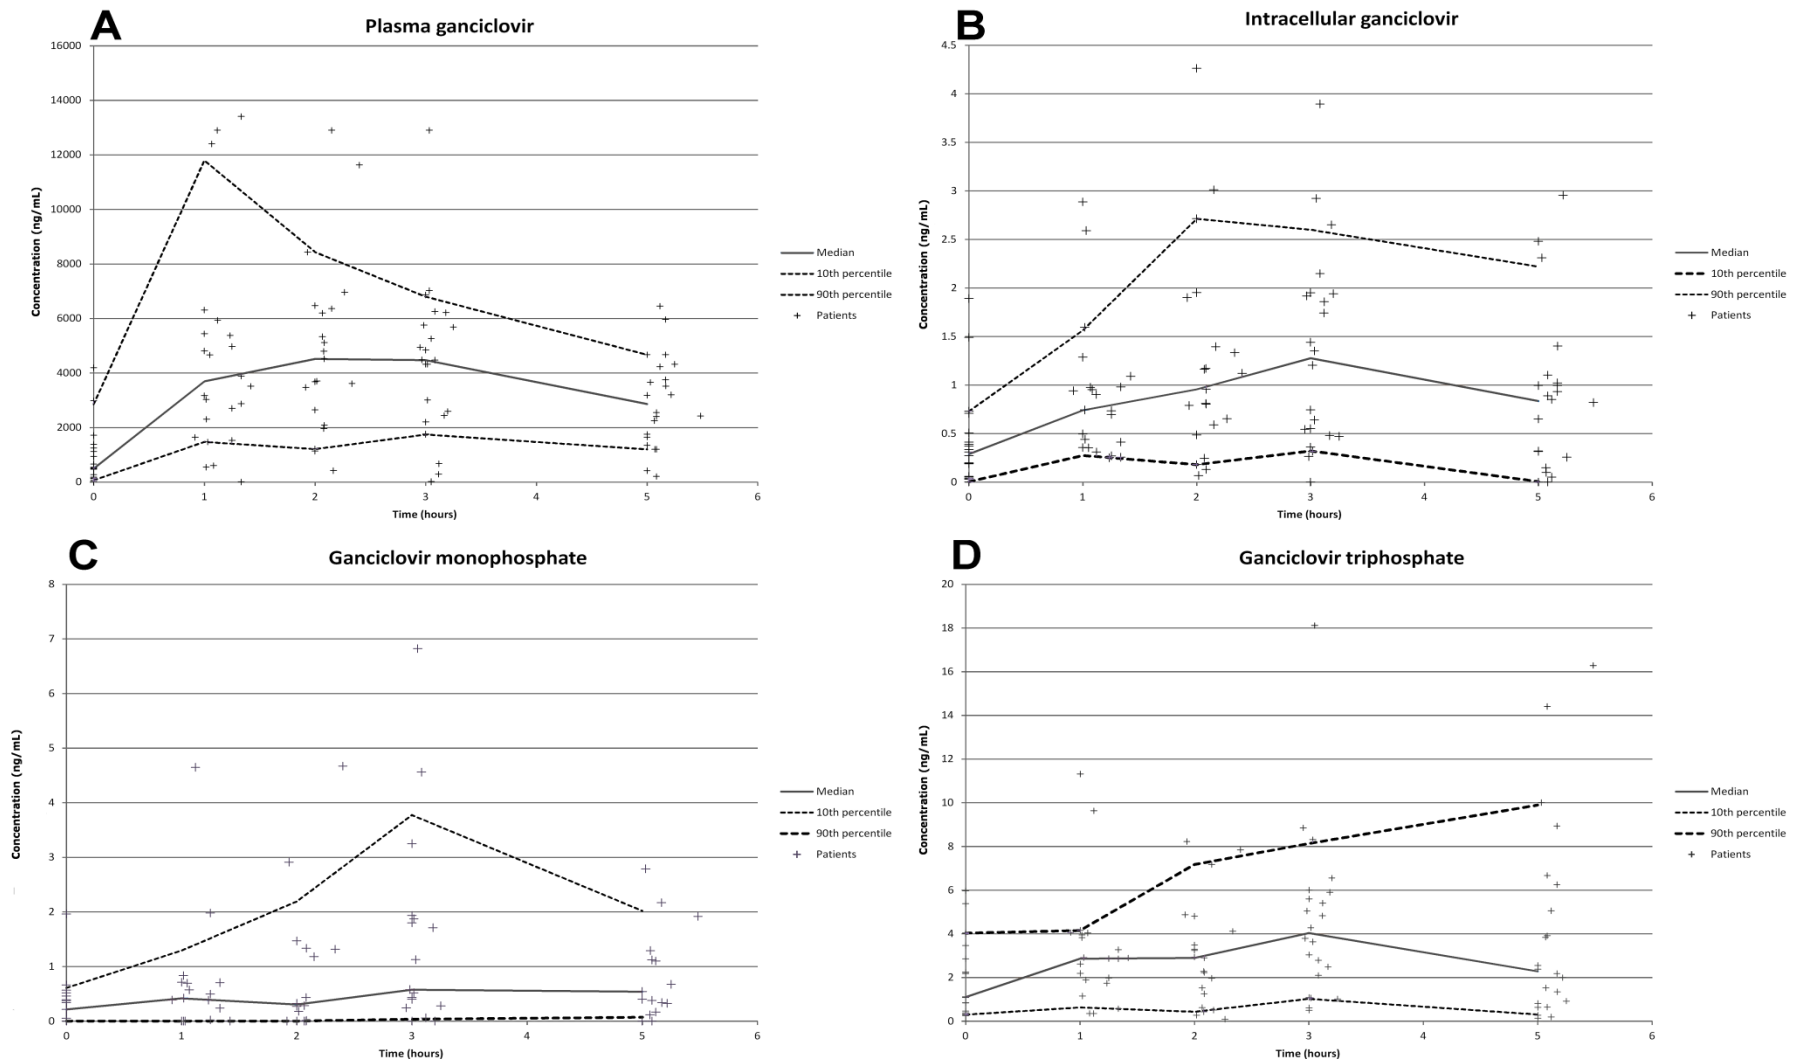 A
Plasma ganciclovir
16000
14000
12000
10000
8000
6000
4000
2000
0
0 1 2 3 4 5 6
Concentration (ng/mL)
Time (hours)
Median
10th percentile
90th percentile
Patients
B
Intracellular ganciclovir
4.5
4
3.5
3
2.5
2
1.5
1
0.5
0
0 1 2 3 4 5 6
Concentration (ng/mL)
Time (hours)
Median
10th percentile
90th percentile
Patients
C
Ganciclovir monophosphate
8
7
6
5
4
3
2
1
0
0 1 2 3 4 5 6
Concentration (ng/mL)
Time (hours)
Median
10th percentile
90th percentile
Patients
D
Ganciclovir triphosphate
20
18
16
14
12
10
8
6
4
2
0
0 1 2 3 4 5 6
Concentration (ng/mL)
Time (hours)
Median
10th percentile
90th percentile
Patients